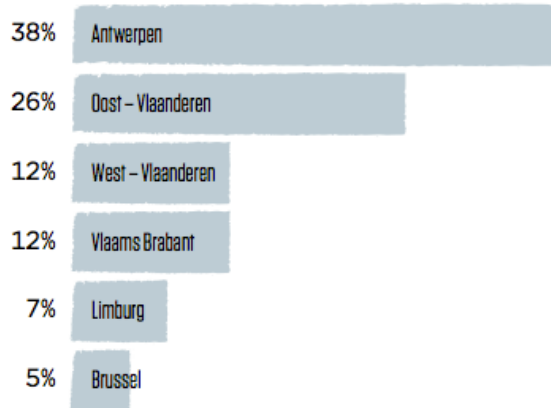 38% Antwerpen
26% Oost – Vlaanderen
12% West – Vlaanderen
12% Vlaams Brabant
7% Limburg
5% Brussel